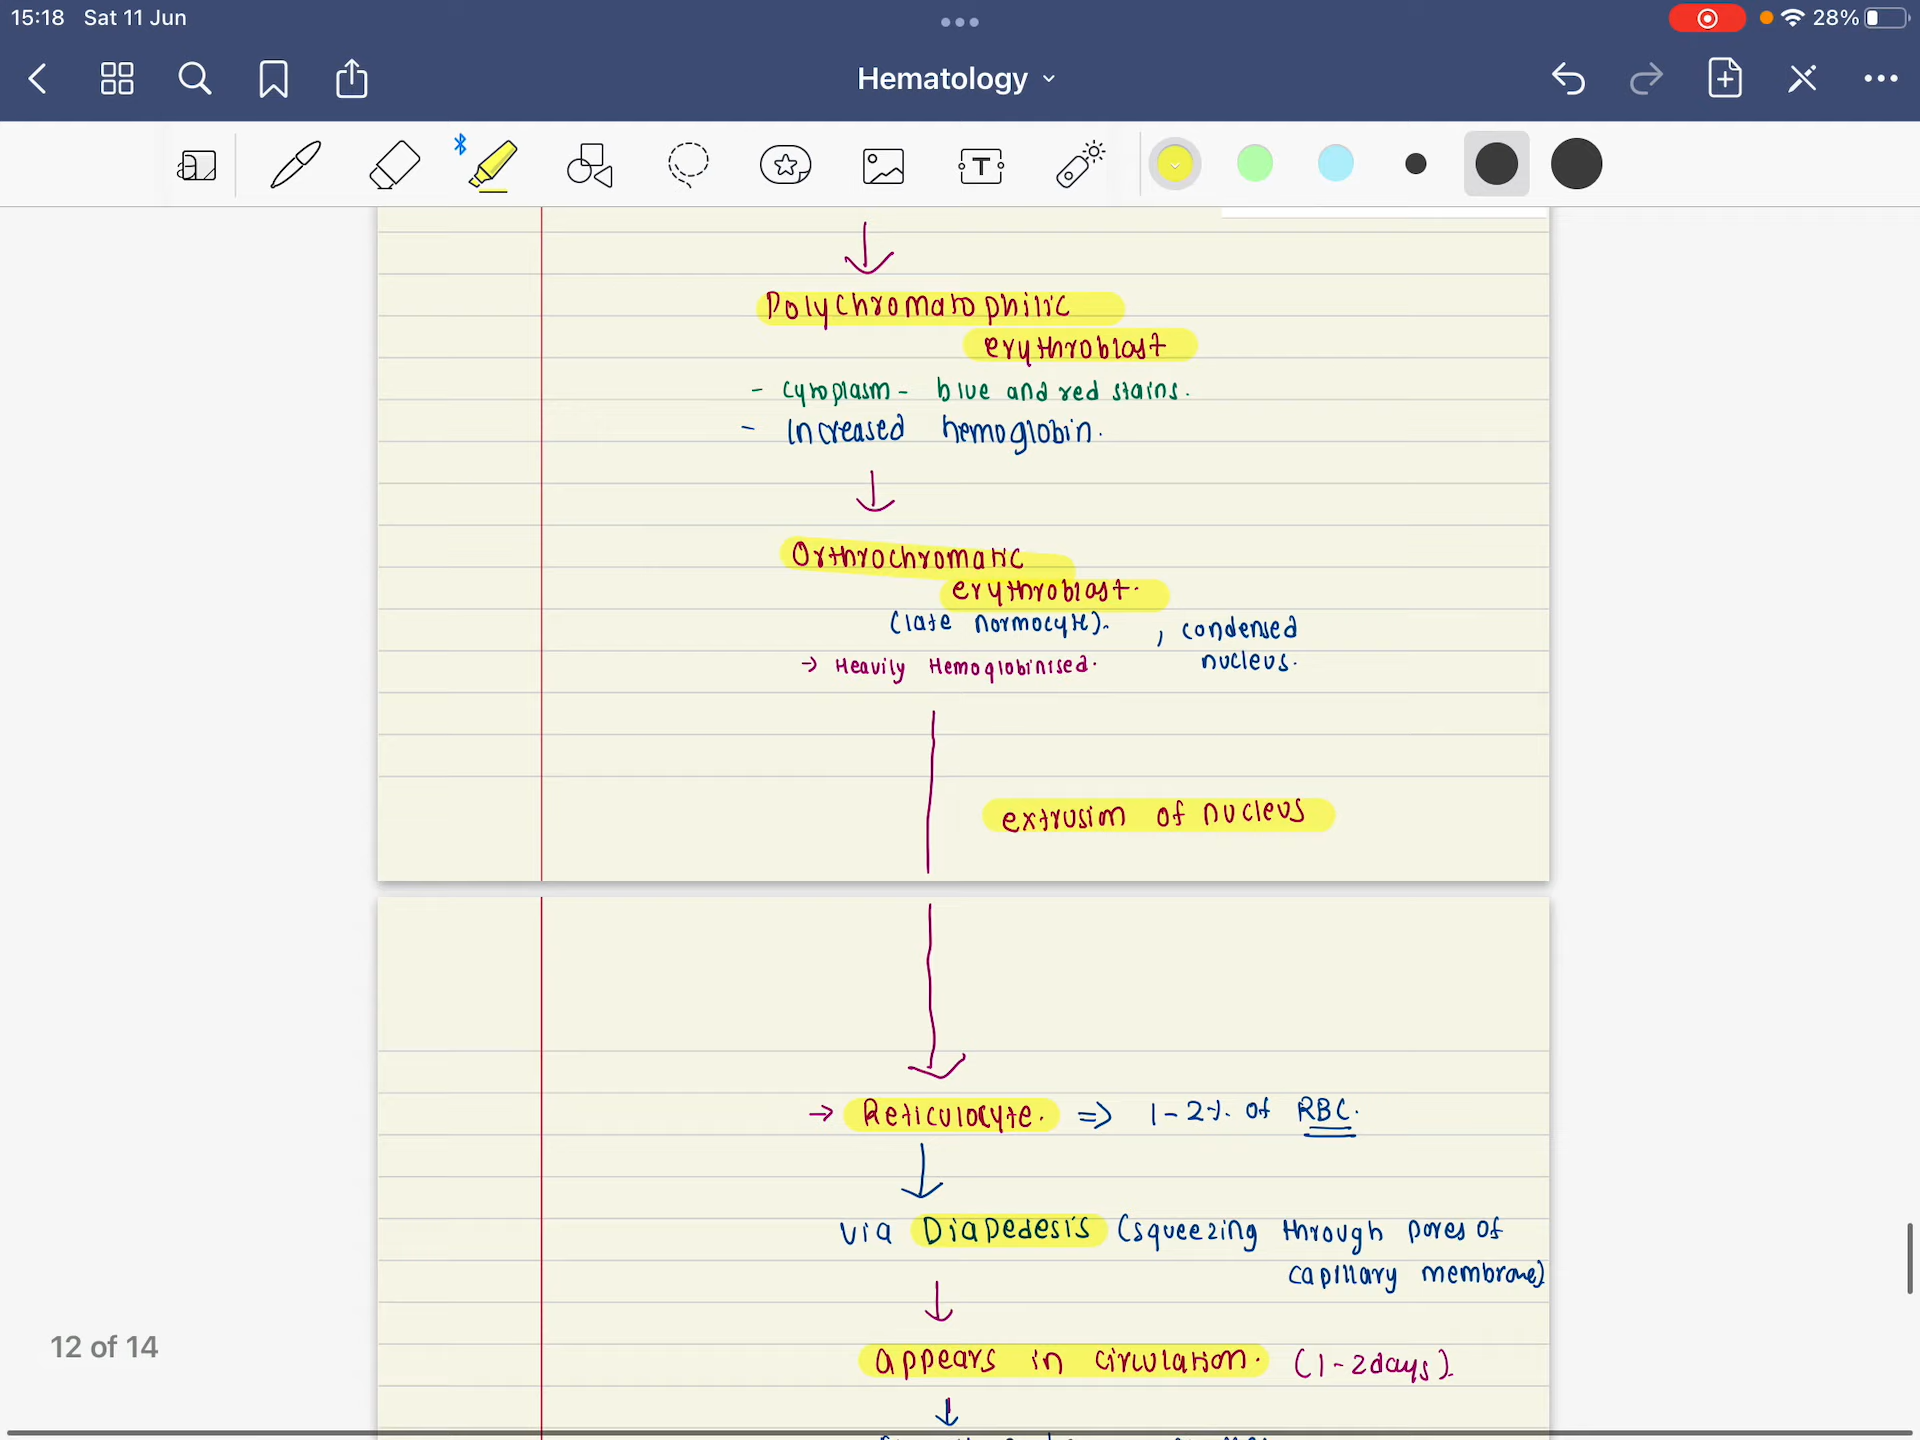 15:18 Sat 11 Jun
28%
Hematology
T
Polychromatophilic
erythroblast
- cytoplasm - blue and red stains.
- Increased hemoglobin.
Orthrochromatic
erythroblast.
(late normocyte). , condensed
nucleus.
→ Heavily Hemoglobinised.
extrusion of nucleus
→ Reticulocyte. => 1-2% of RBC.
via Diapedesis (squeezing through pores of
capillary membrane)
appears in circulation. (1-2days).
12 of 14